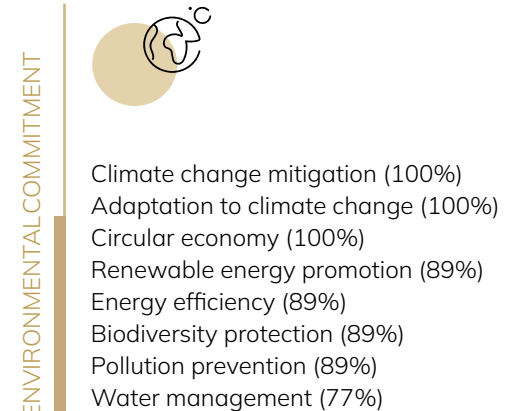 ENVIRONMENTAL COMMITMENT
°C
Climate change mitigation (100%)
Adaptation to climate change (100%)
Circular economy (100%)
Renewable energy promotion (89%)
Energy efficiency (89%)
Biodiversity protection (89%)
Pollution prevention (89%)
Water management (77%)